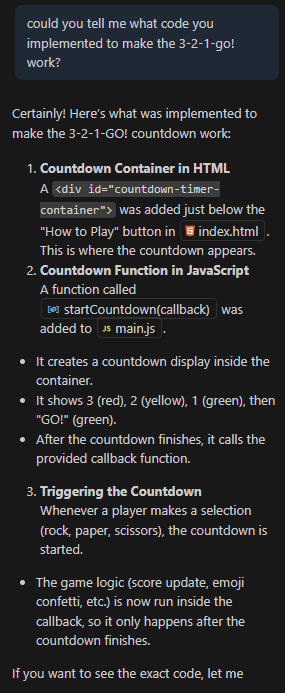 could you tell me what code you
implemented to make the 3-2-1-go!
work?
Certainly! Here's what was implemented to
make the 3-2-1-GO! countdown work:
1. Countdown Container in HTML
A <div id="countdown-timer-
container"> was added just below the
"How to Play" button in 5 index.html .
This is where the countdown appears.
2. Countdown Function in JavaScript
A function called
startCountdown(callback) was
added to JS main.js .
• It creates a countdown display inside the
container.
• It shows 3 (red), 2 (yellow), 1 (green), then
"GO!" (green).
• After the countdown finishes, it calls the
provided callback function.
3. Triggering the Countdown
Whenever a player makes a selection
(rock, paper, scissors), the countdown is
started.
• The game logic (score update, emoji
confetti, etc.) is now run inside the
callback, so it only happens after the
countdown finishes.
If you want to see the exact code, let me